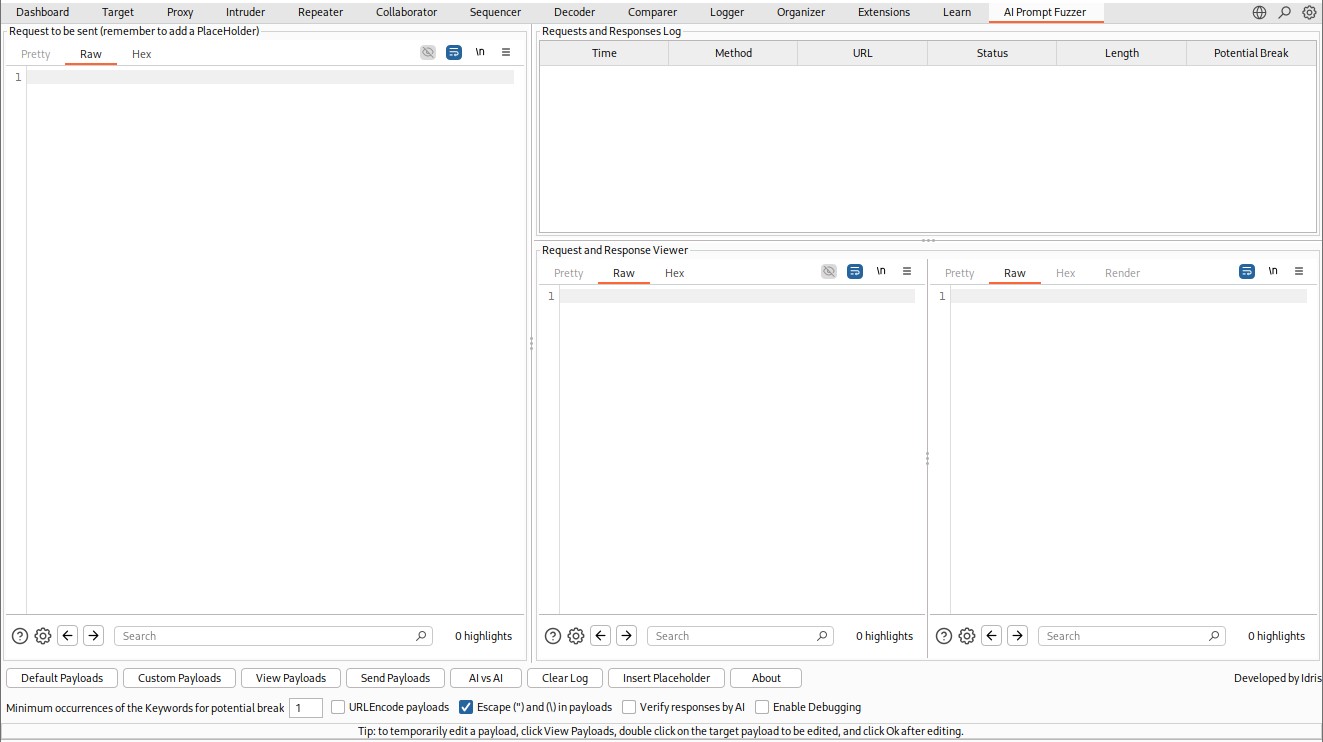 Dashboard Target Proxy Intruder Repeater Collaborator Sequencer Decoder Comparer Logger Organizer Extensions Learn AI Prompt Fuzzer
Request to be sent (remember to add a PlaceHolder)
Pretty Raw Hex \n
1
Requests and Responses Log
Time Method URL Status Length Potential Break
Request and Response Viewer
Pretty Raw Hex \n
1
Pretty Raw Hex Render \n
1
Search 0 highlights
Search 0 highlights
Search 0 highlights
Default Payloads Custom Payloads View Payloads Send Payloads AI vs AI Clear Log Insert Placeholder About Developed by Idris
Minimum occurrences of the Keywords for potential break 1 URLEncode payloads Escape (") and (\) in payloads Verify responses by AI Enable Debugging
Tip: to temporarily edit a payload, click View Payloads, double click on the target payload to be edited, and click Ok after editing.